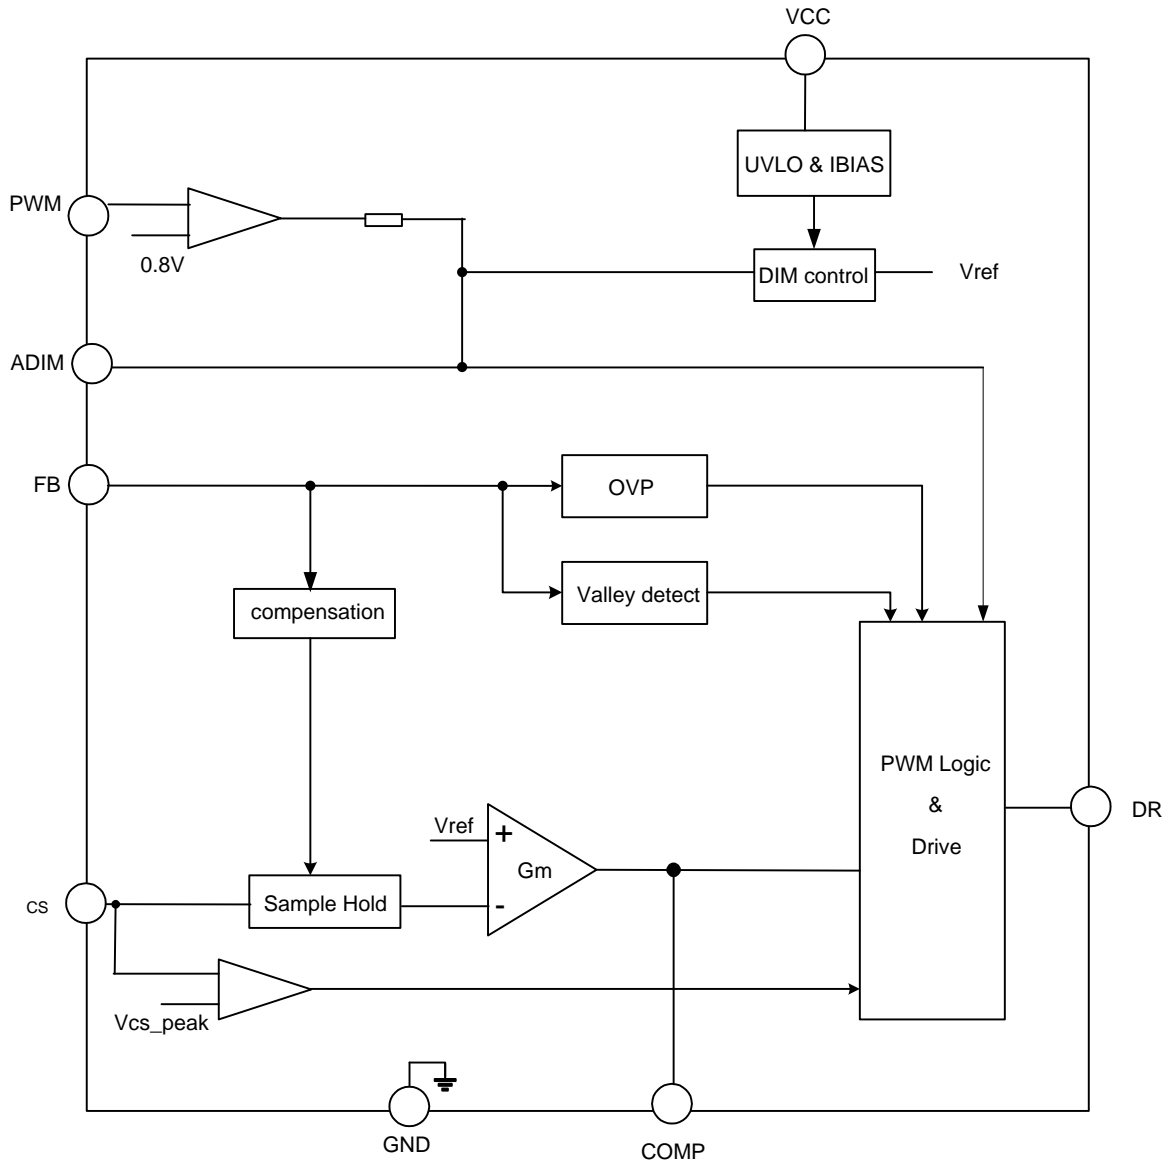 VCC
UVLO & IBIAS
PWM
0.8V
DIM control
Vref
ADIM
FB
OVP
Valley detect
compensation
PWM Logic
&
Drive
DR
Vref
+
Gm
-
CS
Sample Hold
Vcs_peak
GND
COMP